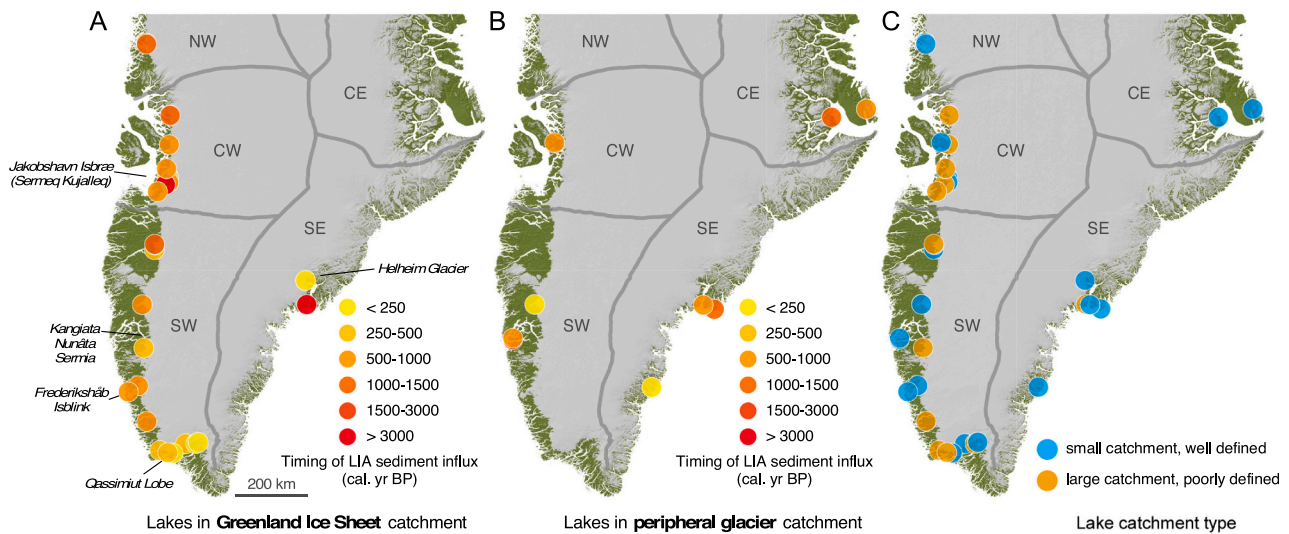 A
NW
CE
CW
Jakobshavn Isbræ
(Sermeq Kujalleq)
SE
Helheim Glacier
SW
Kangiata
Nunâta
Sermia
Frederikshåb
Isblink
Qassimiut Lobe
< 250
250-500
500-1000
1000-1500
1500-3000
> 3000
Timing of LIA sediment influx
(cal. yr BP)
200 km
Lakes in Greenland Ice Sheet catchment
B
NW
CE
CW
SE
SW
< 250
250-500
500-1000
1000-1500
1500-3000
> 3000
Timing of LIA sediment influx
(cal. yr BP)
Lakes in peripheral glacier catchment
C
NW
CE
CW
SE
SW
small catchment, well defined
large catchment, poorly defined
Lake catchment type